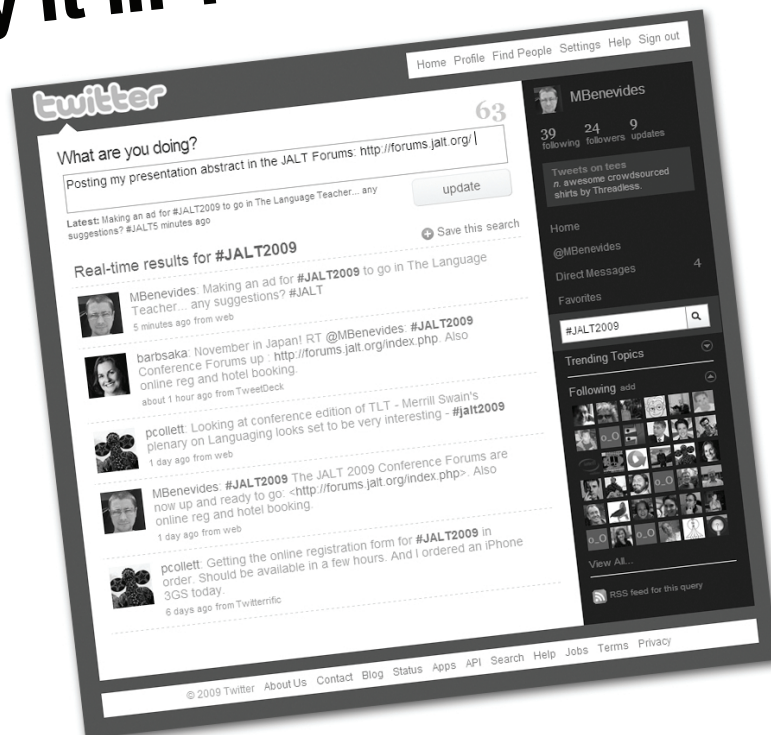 y it in
Home Profile Find People Settings Help Sign out
twitter
63
What are you doing?
Posting my presentation abstract in the JALT Forums: http://forums.jalt.org/
Latest: Making an ad for #JALT2009 to go in The Language Teacher... any
suggestions? #JALT5 minutes ago
update
Real-time results for #JALT2009
Save this search
MBenevides: Making an ad for #JALT2009 to go in The Language
Teacher... any suggestions? #JALT
5 minutes ago from web
barbsaka: November in Japan! RT @MBenevides: #JALT2009
Conference Forums up : http://forums.jalt.org/index.php. Also
online reg and hotel booking.
about 1 hour ago from TweetDeck
pcollett: Looking at conference edition of TLT - Merrill Swain's
plenary on Languaging looks set to be very interesting - #jalt2009
1 day ago from web
MBenevides: #JALT2009 The JALT 2009 Conference Forums are
now up and ready to go: <http://forums.jalt.org/index.php>. Also
online reg and hotel booking.
1 day ago from web
pcollett: Getting the online registration form for #JALT2009 in
order. Should be available in a few hours. And I ordered an iPhone
3GS today.
6 days ago from Twitterrific
MBenevides
39 24 9
following followers updates
Tweets on tees
n. awesome crowdsourced
shirts by Threadless.
Home
@MBenevides
Direct Messages 4
Favorites
#JALT2009
Trending Topics
Following add
o_O
o_O
o_O
o_O
View All...
RSS feed for this query
© 2009 Twitter About Us Contact Blog Status Apps API Search Help Jobs Terms Privacy